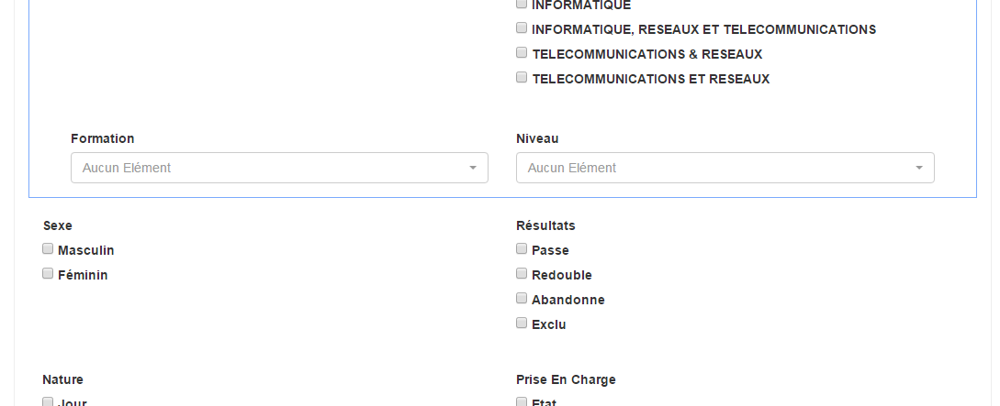 INFORMATIQUE
INFORMATIQUE, RESEAUX ET TELECOMMUNICATIONS
TELECOMMUNICATIONS & RESEAUX
TELECOMMUNICATIONS ET RESEAUX
Formation
Niveau
Aucun Elément
Aucun Elément
Sexe
Masculin
Féminin
Résultats
Passe
Redouble
Abandonne
Exclu
Nature
Jour
Prise En Charge
Etat